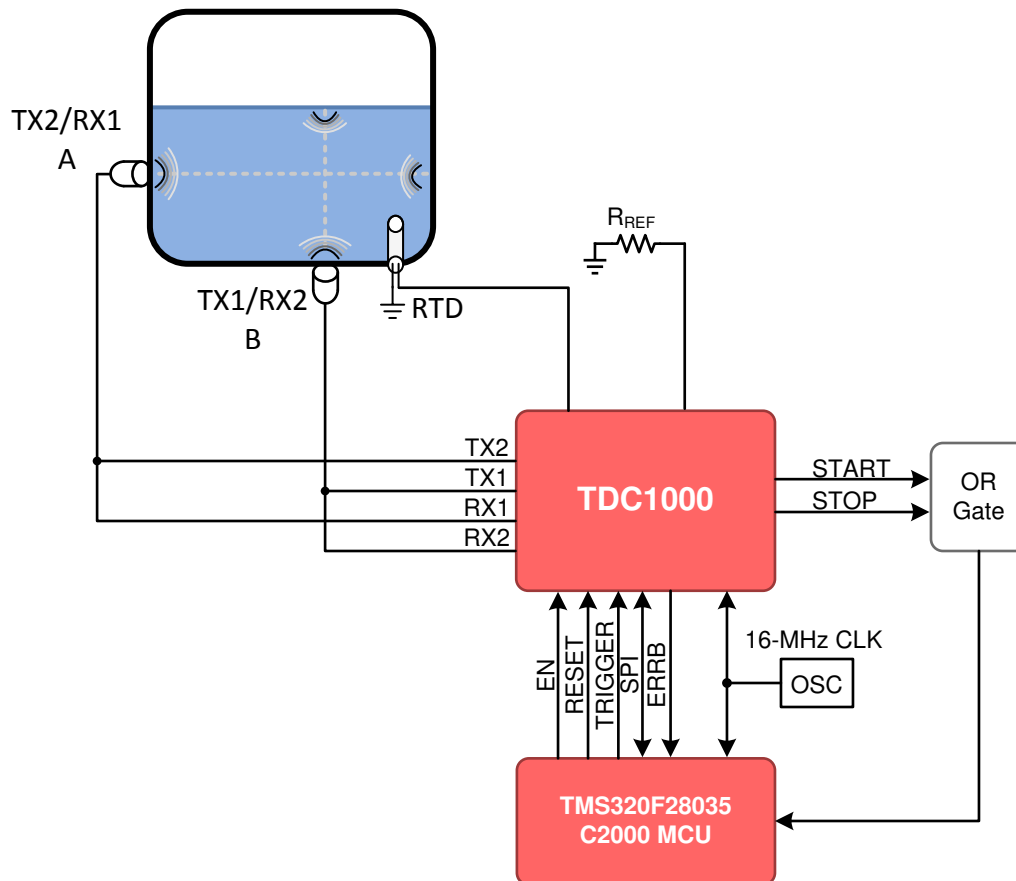 TX2/RX1
A
R_REF
TX1/RX2
B
RTD
TX2
TX1
RX1
RX2
TDC1000
START
STOP
OR
Gate
EN
RESET
TRIGGER
SPI
ERRB
16-MHz CLK
OSC
TMS320F28035
C2000 MCU